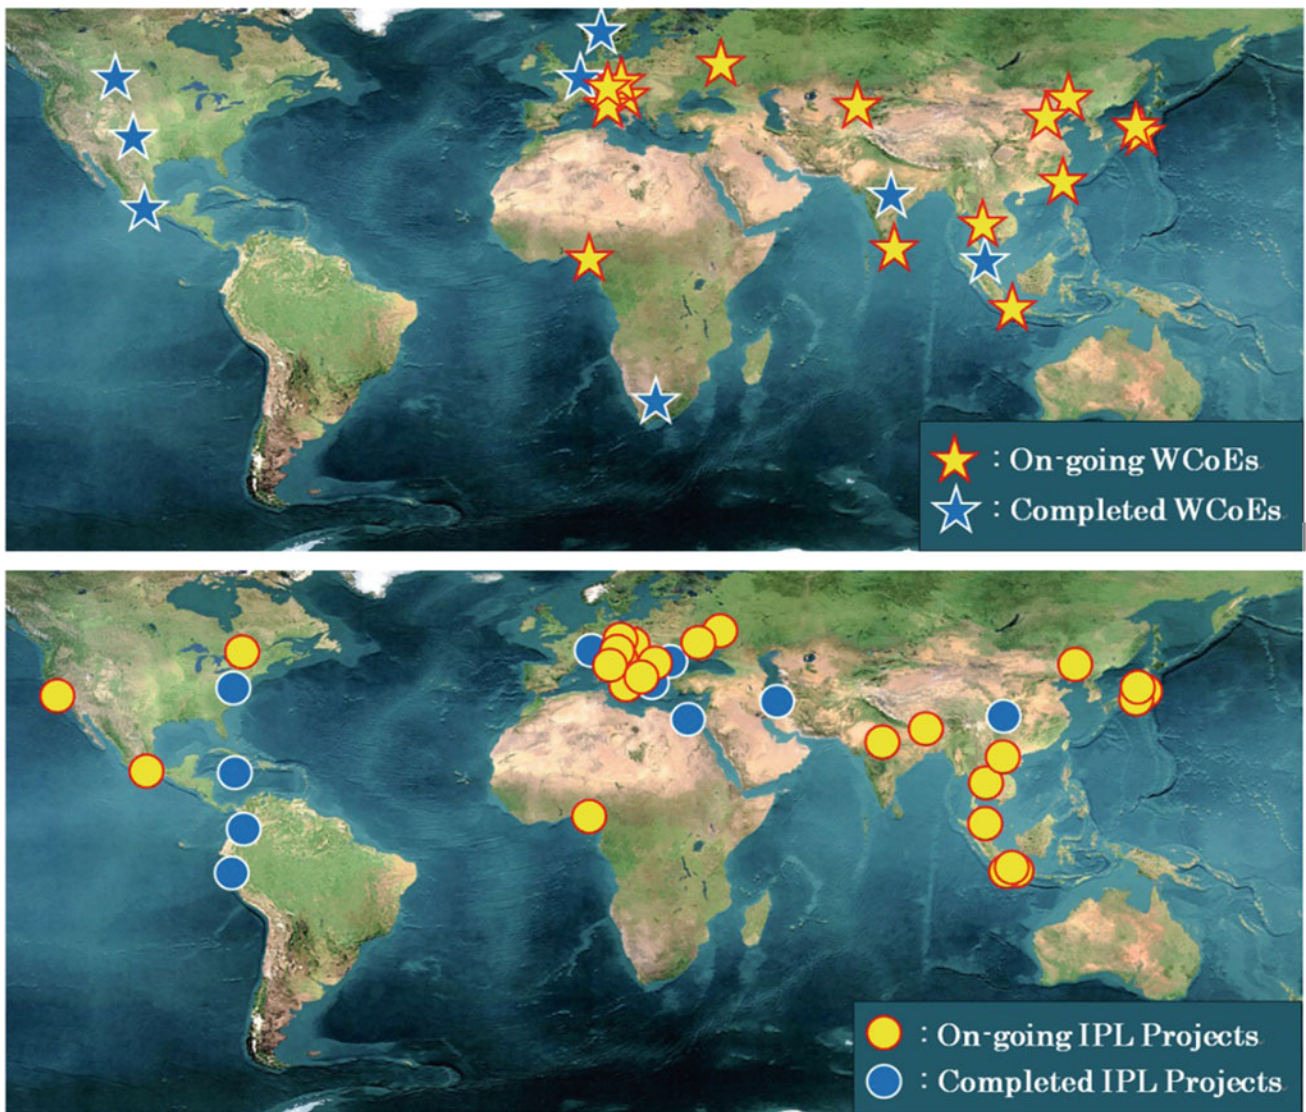 : On-going WCoEs
: Completed WCoEs
: On-going IPL Projects
: Completed IPL Projects